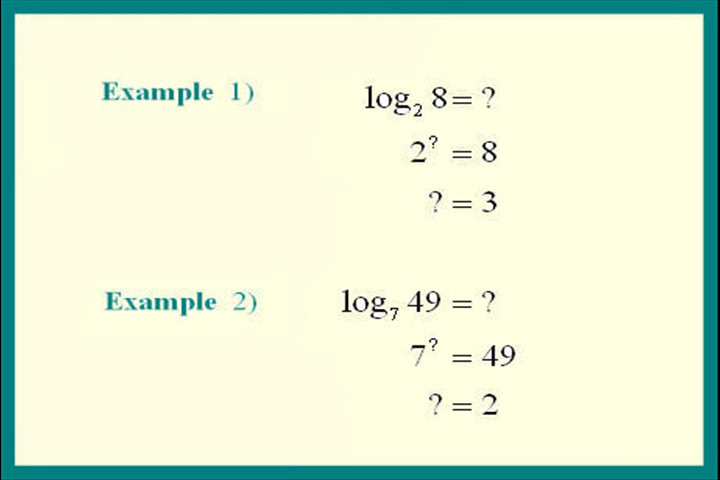 Example 1) log₂ 8 = ?
2^? = 8
? = 3
Example 2) log₇ 49 = ?
7^? = 49
? = 2